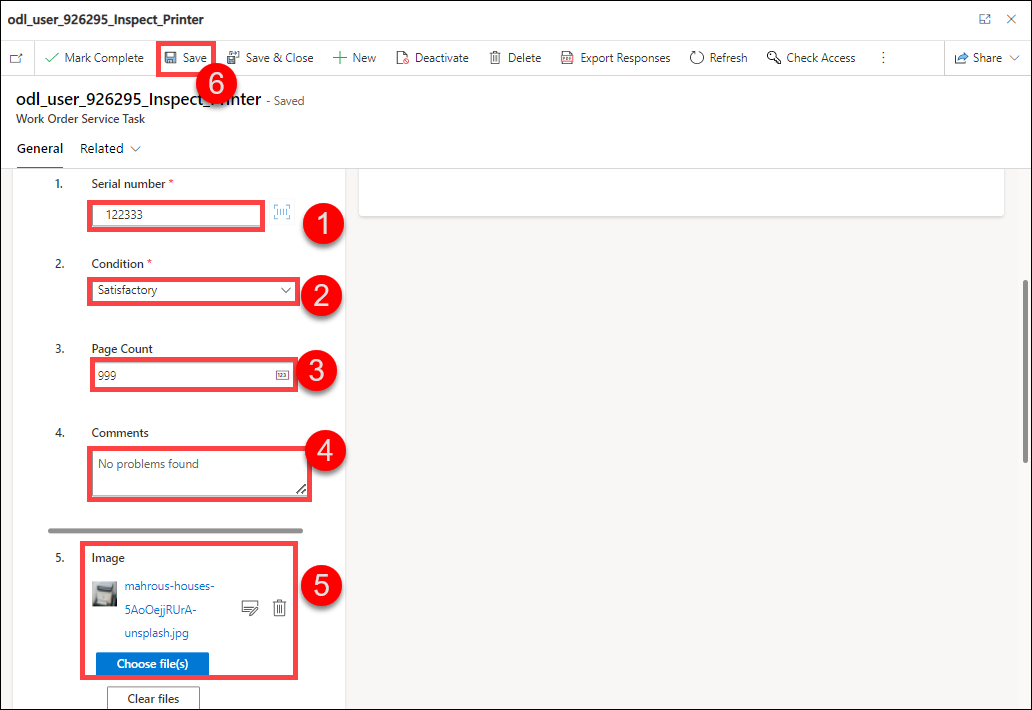 odl_user_926295_Inspect_Printer
Mark Complete Save Save & Close New Deactivate Delete Export Responses Refresh Check Access Share
6
odl_user_926295_Inspect_Printer - Saved
Work Order Service Task
General Related
1. Serial number *
122333
1
2. Condition *
Satisfactory
2
3. Page Count
999 123
3
4. Comments
4
No problems found
5. Image
mahrous-houses-
5
5AoOejjRUrA-
unsplash.jpg
Choose file(s)
Clear files